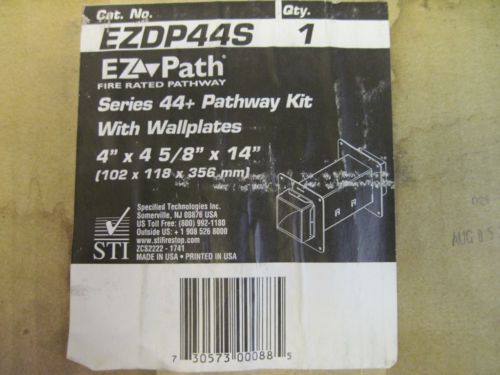 Cat. No. Qty.
EZDP44S 1
EZ Path®
FIRE RATED PATHWAY
Series 44+ Pathway Kit
With Wallplates
4" x 4 5/8" x 14"
(102 x 118 x 356 mm)
Specified Technologies Inc.
Somerville, NJ 08876 USA
US Toll Free: (800) 992-1180
Outside US: + 1 908 526 8000
www.stifirestop.com
ZCS2222 - 1741
MADE IN USA • PRINTED IN USA
STI
AUG 0 5
7 30573 00088 5